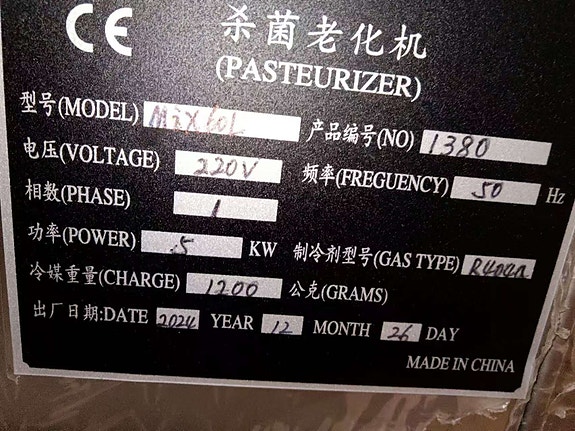 CE 杀菌老化机
(PASTEURIZER)
型号(MODEL) MiX60L 产品编号(NO) 1380
电压(VOLTAGE) 220V 频率(FREGUENCY) 50 Hz
相数(PHASE) 1
功率(POWER) .5 KW 制冷剂型号(GAS TYPE) R404a
冷媒重量(CHARGE) 1200 公克(GRAMS)
出厂日期:DATE 2024 YEAR 12 MONTH 26 DAY
MADE IN CHINA